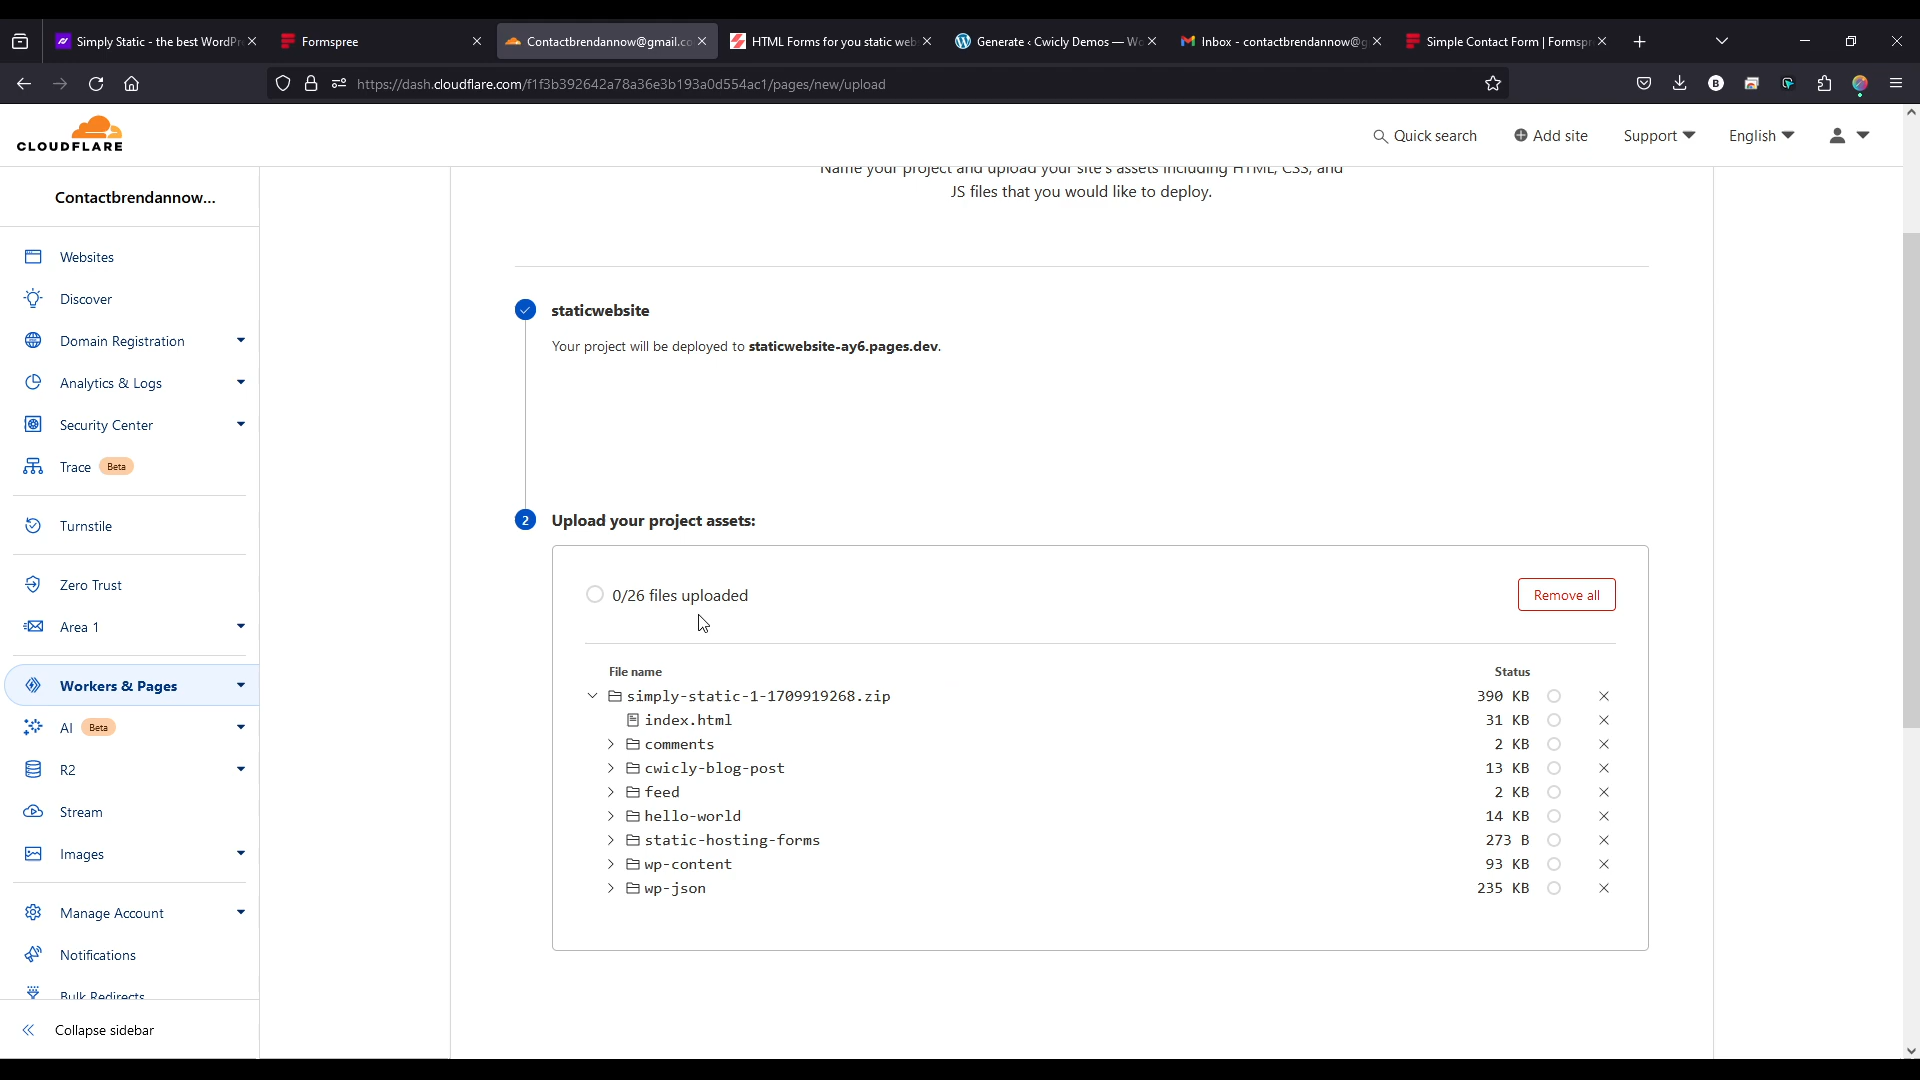 Simply Static - the best WordPr
Formspree
Contactbrendannow@gmail.co
HTML Forms for you static web
Generate ‹ Cwicly Demos — Wo
Inbox - contactbrendannow@g
Simple Contact Form | Formspr
https://dash.cloudflare.com/f1f3b392642a78a36e3b193a0d554ac1/pages/new/upload
CLOUDFLARE
Quick search
Add site
Support
English
Contactbrendannow...
Websites
Discover
Domain Registration
Analytics & Logs
Security Center
Trace Beta
Turnstile
Zero Trust
Area 1
Workers & Pages
AI Beta
R2
Stream
Images
Manage Account
Notifications
Bulk Redirects
Collapse sidebar
Name your project and upload your site's assets including HTML, CSS, and
JS files that you would like to deploy.
staticwebsite
Your project will be deployed to staticwebsite-ay6.pages.dev.
2 Upload your project assets:
0/26 files uploaded
Remove all
File name Status
simply-static-1-1709919268.zip 390 KB
index.html 31 KB
comments 2 KB
cwicly-blog-post 13 KB
feed 2 KB
hello-world 14 KB
static-hosting-forms 273 B
wp-content 93 KB
wp-json 235 KB